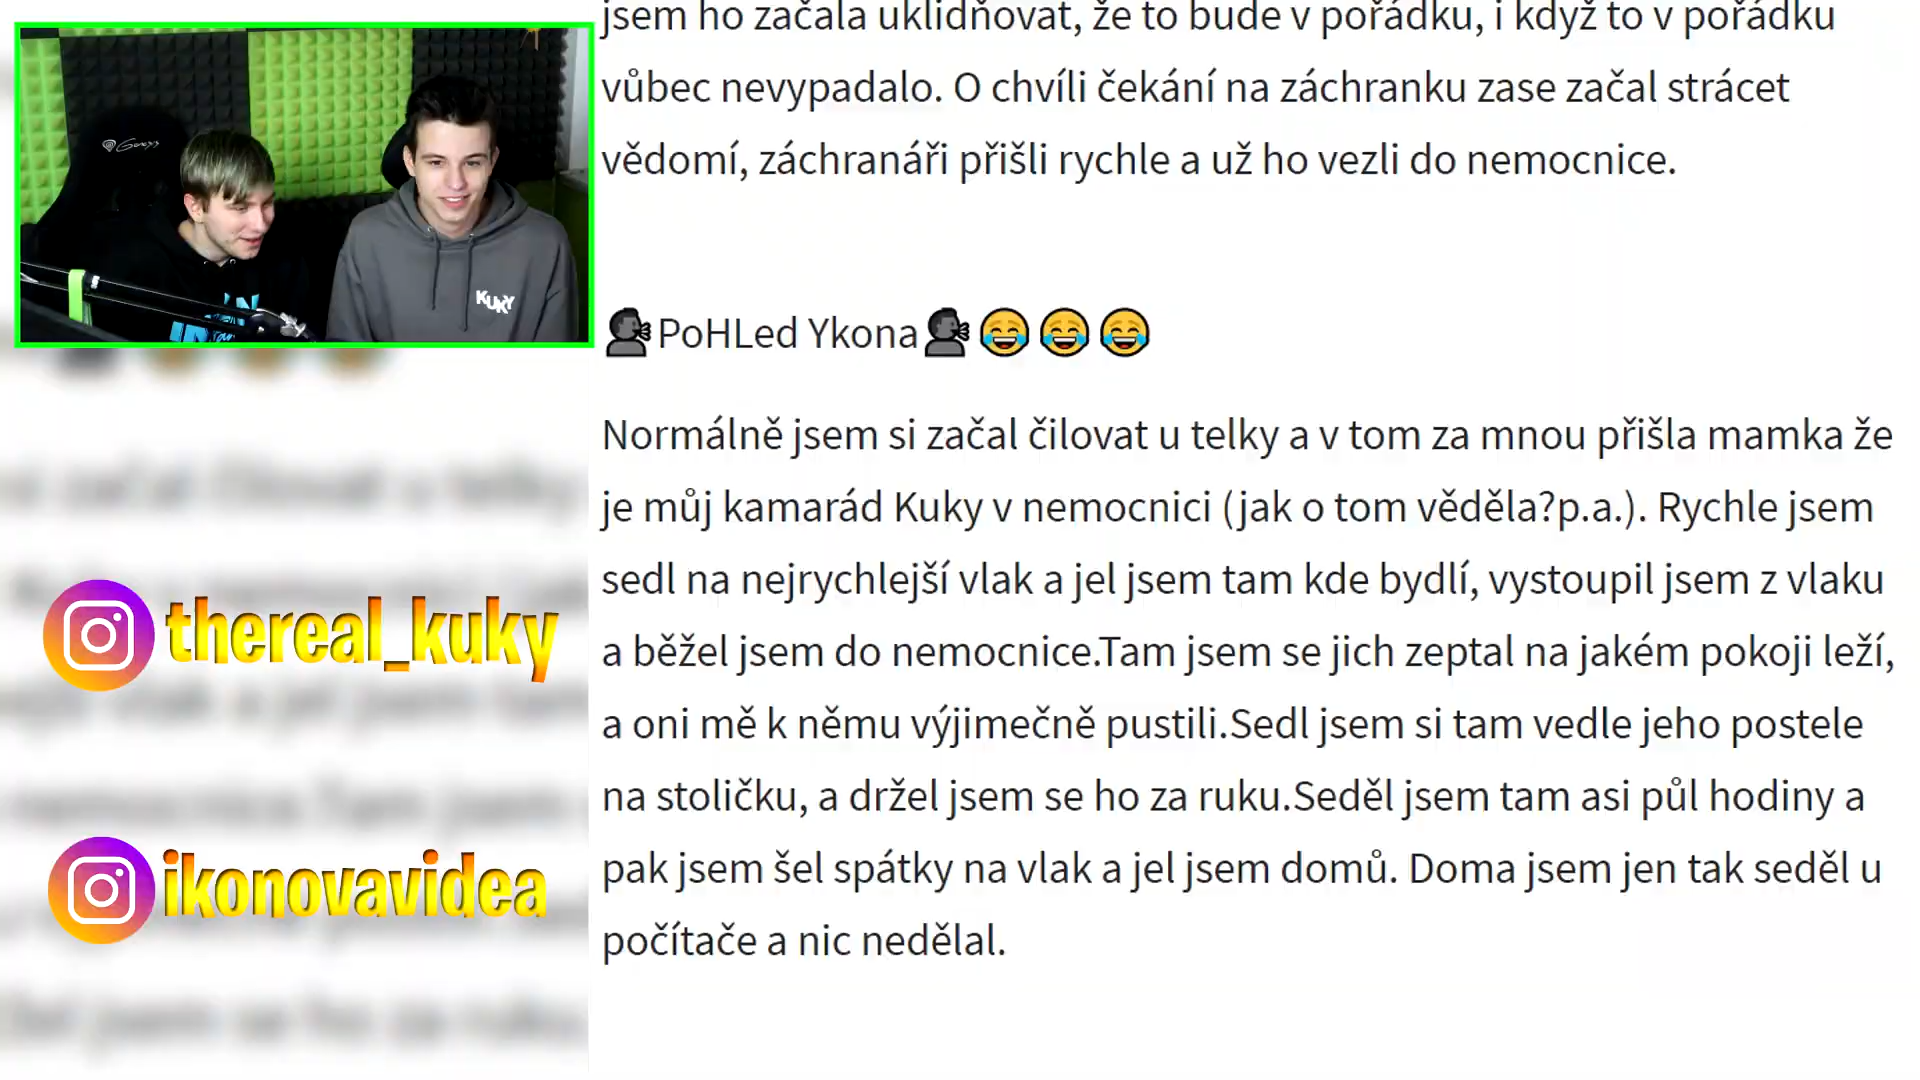 jsem ho začala uklidňovat, že to bude v pořádku, i když to v pořádku
vůbec nevypadalo. O chvíli čekání na záchranku zase začal strácet
vědomí, záchranáři přišli rychle a už ho vezli do nemocnice.
🗣PoHLed Ykona🗣😂😂😂
Normálně jsem si začal čilovat u telky a v tom za mnou přišla mamka že
je můj kamarád Kuky v nemocnici (jak o tom věděla?p.a.). Rychle jsem
sedl na nejrychlejší vlak a jel jsem tam kde bydlí, vystoupil jsem z vlaku
a běžel jsem do nemocnice.Tam jsem se jich zeptal na jakém pokoji leží,
a oni mě k němu výjimečně pustili.Sedl jsem si tam vedle jeho postele
na stoličku, a držel jsem se ho za ruku.Seděl jsem tam asi půl hodiny a
pak jsem šel spátky na vlak a jel jsem domů. Doma jsem jen tak seděl u
počítače a nic nedělal.
Genesis
KUKY
thereal_kuky
ikonovavidea